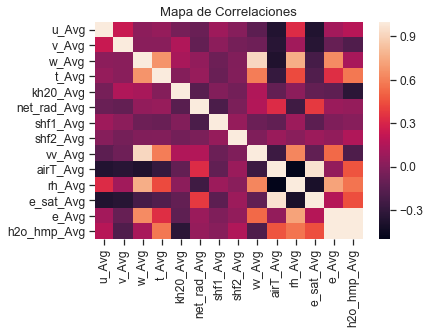 Mapa de Correlaciones
u_Avg
v_Avg
w_Avg
t_Avg
kh20_Avg
net_rad_Avg
shf1_Avg
shf2_Avg
vv_Avg
airT_Avg
rh_Avg
e_sat_Avg
e_Avg
h2o_hmp_Avg
0.9
0.6
0.3
0.0
−0.3
u_Avg
v_Avg
w_Avg
t_Avg
kh20_Avg
net_rad_Avg
shf1_Avg
shf2_Avg
vv_Avg
airT_Avg
rh_Avg
e_sat_Avg
e_Avg
h2o_hmp_Avg